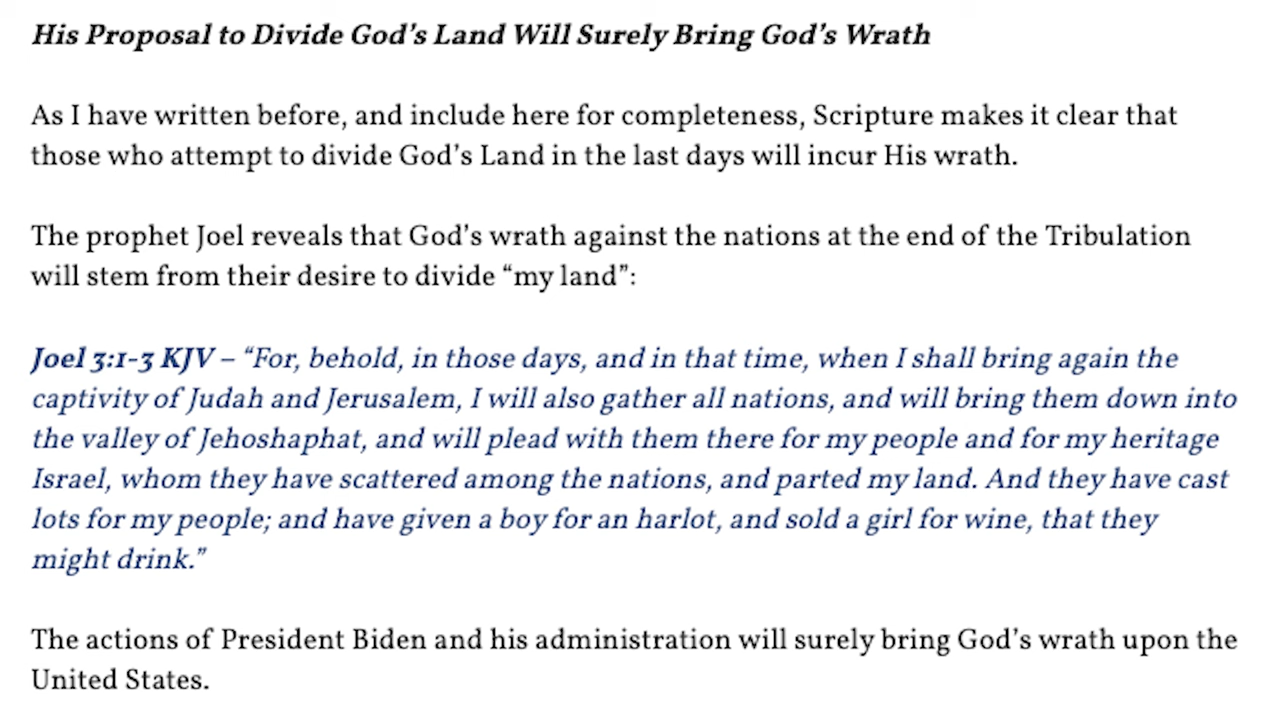 His Proposal to Divide God’s Land Will Surely Bring God’s Wrath
As I have written before, and include here for completeness, Scripture makes it clear that
those who attempt to divide God’s Land in the last days will incur His wrath.
The prophet Joel reveals that God’s wrath against the nations at the end of the Tribulation
will stem from their desire to divide “my land”:
Joel 3:1-3 KJV – “For, behold, in those days, and in that time, when I shall bring again the
captivity of Judah and Jerusalem, I will also gather all nations, and will bring them down into
the valley of Jehoshaphat, and will plead with them there for my people and for my heritage
Israel, whom they have scattered among the nations, and parted my land. And they have cast
lots for my people; and have given a boy for an harlot, and sold a girl for wine, that they
might drink.”
The actions of President Biden and his administration will surely bring God’s wrath upon the
United States.